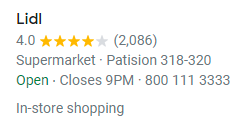 Lidl
4.0 (2,086)
Supermarket · Patision 318-320
Open · Closes 9PM · 800 111 3333
In-store shopping